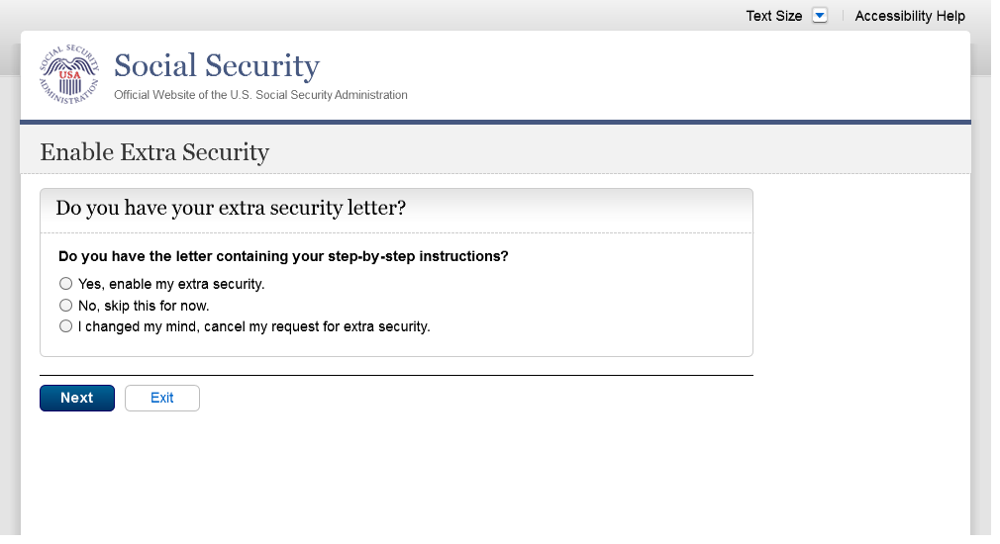 Text Size
Accessibility Help
SOCIAL SECURITY ADMINISTRATION
USA
Social Security
Official Website of the U.S. Social Security Administration
Enable Extra Security
Do you have your extra security letter?
Do you have the letter containing your step-by-step instructions?
Yes, enable my extra security.
No, skip this for now.
I changed my mind, cancel my request for extra security.
Next
Exit